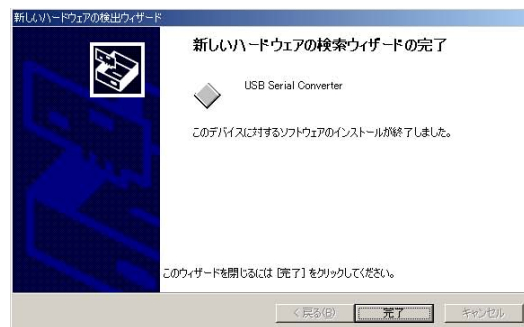 新しいハードウェアの検出ウィザード
新しいハードウェアの検索ウィザードの完了
USB Serial Converter
このデバイスに対するソフトウェアのインストールが終了しました。
このウィザードを閉じるには [完了] をクリックしてください。
< 戻る(B)
完了
キャンセル